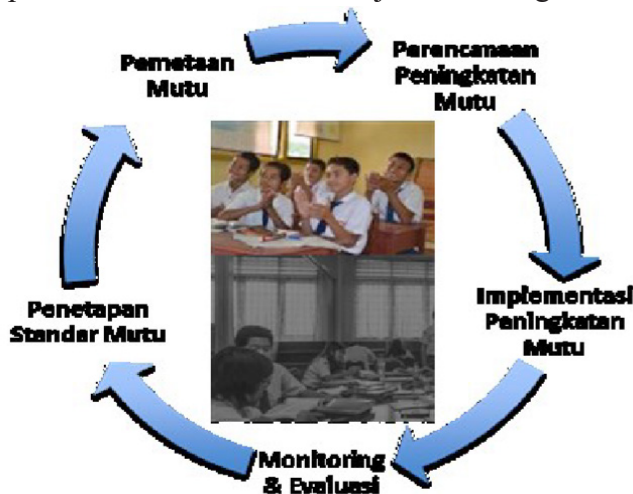 Pemetaan
Mutu
Perencanaan
Peningkatan
Mutu
Implementasi
Peningkatan
Mutu
Monitoring
& Evaluasi
Penetapan
Standar Mutu